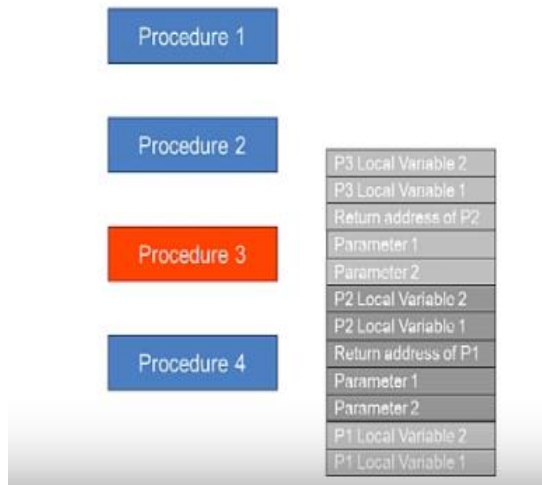 Procedure 1
Procedure 2
Procedure 3
Procedure 4
P3 Local Variable 2
P3 Local Variable 1
Return address of P2
Parameter 1
Parameter 2
P2 Local Variable 2
P2 Local Variable 1
Return address of P1
Parameter 1
Parameter 2
P1 Local Variable 2
P1 Local Variable 1